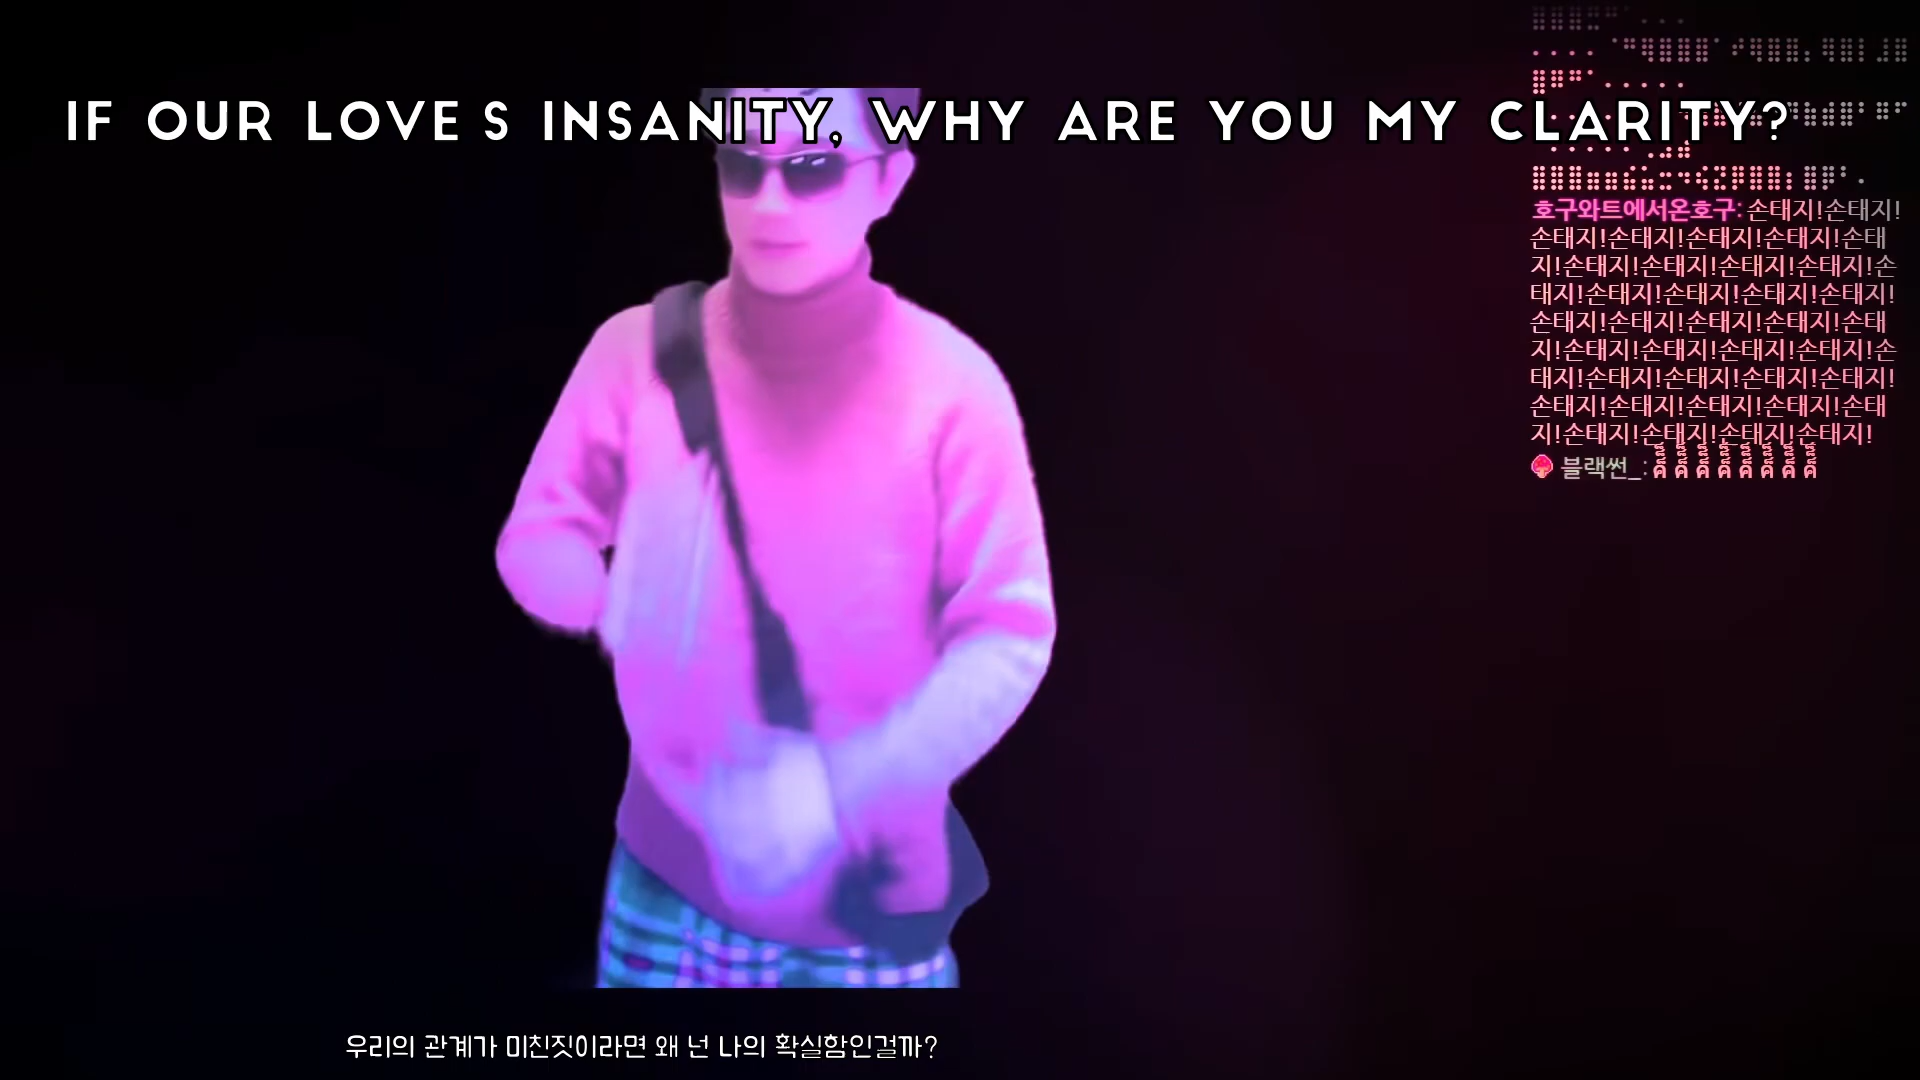 IF OUR LOVE S INSANITY, WHY ARE YOU MY CLARITY?
호구와트에서온호구: 손태지!손태지!
손태지!손태지!손태지!손태지!손태
지!손태지!손태지!손태지!손태지!손
태지!손태지!손태지!손태지!손태지!
손태지!손태지!손태지!손태지!손태
지!손태지!손태지!손태지!손태지!손
태지!손태지!손태지!손태지!손태지!
손태지!손태지!손태지!손태지!손태
지!손태지!손태지!손태지!손태지!
블랙썬_:
우리의 관계가 미친짓이라면 왜 넌 나의 확실함인걸까?